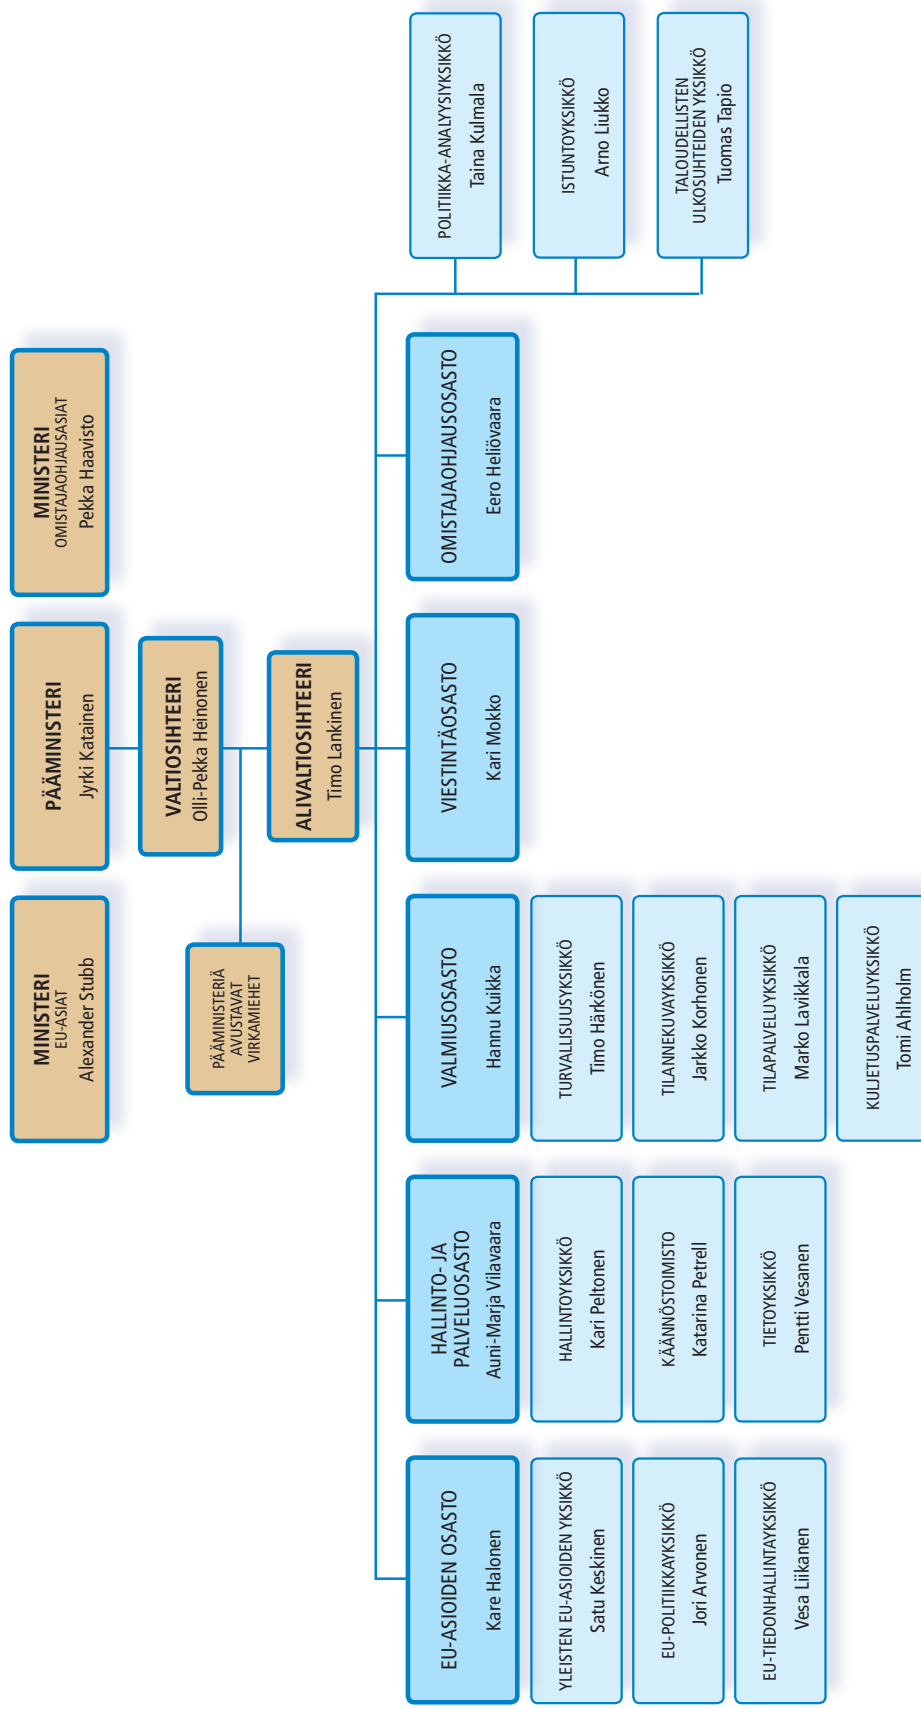 MINISTERI
EU-ASIAT
Alexander Stubb
PÄÄMINISTERI
Jyrki Katainen
MINISTERI
OMISTAJAOHJAUSASIAT
Pekka Haavisto
VALTIOSIHTEERI
Olli-Pekka Heinonen
PÄÄMINISTERIÄ
AVUSTAVAT
VIRKAMIEHET
ALIVALTIOSIHTEERI
Timo Lankinen
EU-ASIOIDEN OSASTO
Kare Halonen
YLEISTEN EU-ASIOIDEN YKSIKKÖ
Satu Keskinen
EU-POLITIIKKAYKSIKKÖ
Jori Arvonen
EU-TIEDONHALLINTAYKSIKKÖ
Vesa Liikanen
HALLINTO- JA
PALVELUOSASTO
Auni-Marja Vilavaara
HALLINTOYKSIKKÖ
Kari Peltonen
KÄÄNNÖSTOIMISTO
Katarina Petrell
TIETOYKSIKKÖ
Pentti Vesanen
VALMIUSOSASTO
Hannu Kuikka
TURVALLISUUSYKSIKKÖ
Timo Härkönen
TILANNEKUVAYKSIKKÖ
Jarkko Korhonen
TILAPALVELUYKSIKKÖ
Marko Lavikkala
KULJETUSPALVELUYKSIKKÖ
Tomi Ahlholm
VIESTINTÄOSASTO
Kari Mokko
OMISTAJAOHJAUSOSASTO
Eero Heliövaara
POLITIIKKA-ANALYYSIYKSIKKÖ
Taina Kulmala
ISTUNTOYKSIKKÖ
Arno Liukko
TALOUDELLISTEN
ULKOSUHTEIDEN YKSIKKÖ
Tuomas Tapio